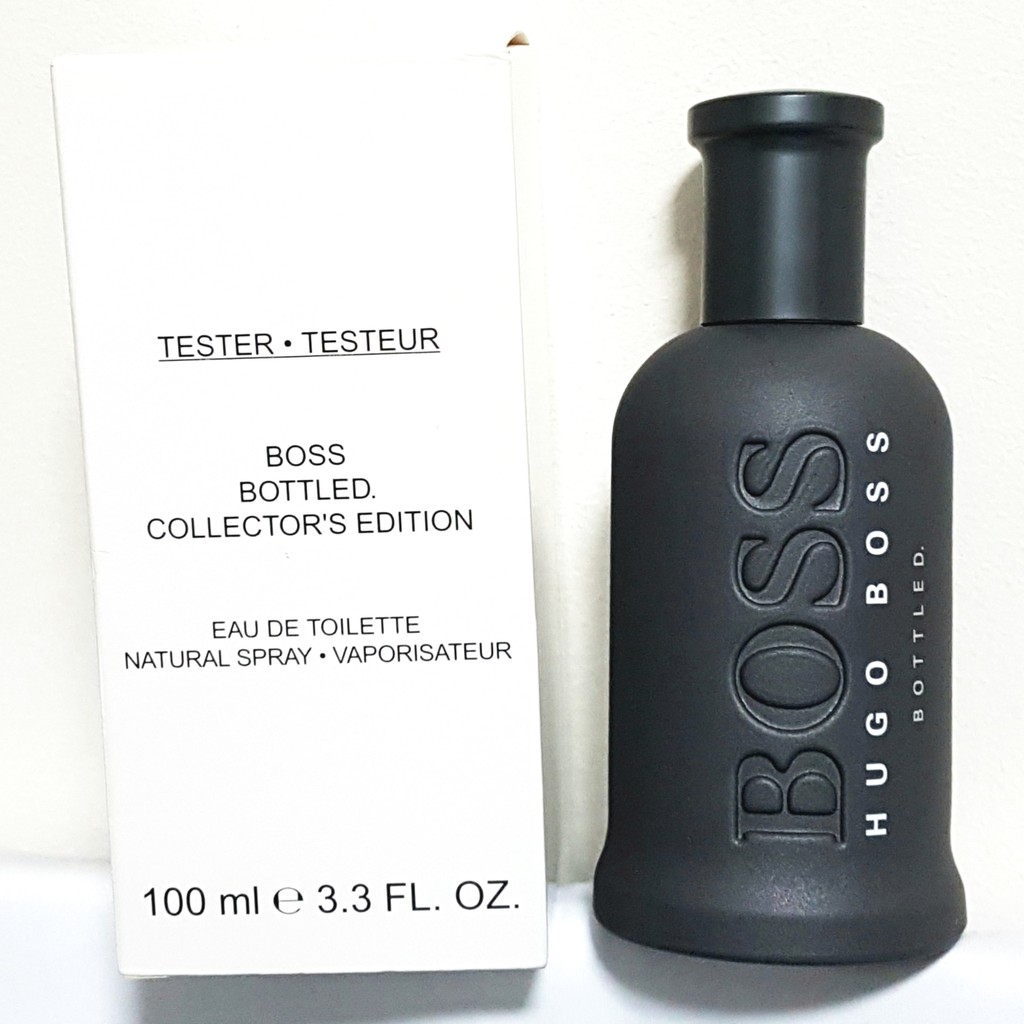 TESTER • TESTEUR
BOSS
BOTTLED.
COLLECTOR'S EDITION
EAU DE TOILETTE
NATURAL SPRAY • VAPORISATEUR
100 ml ℮ 3.3 FL. OZ.
BOSS
HUGO BOSS
BOTTLED.